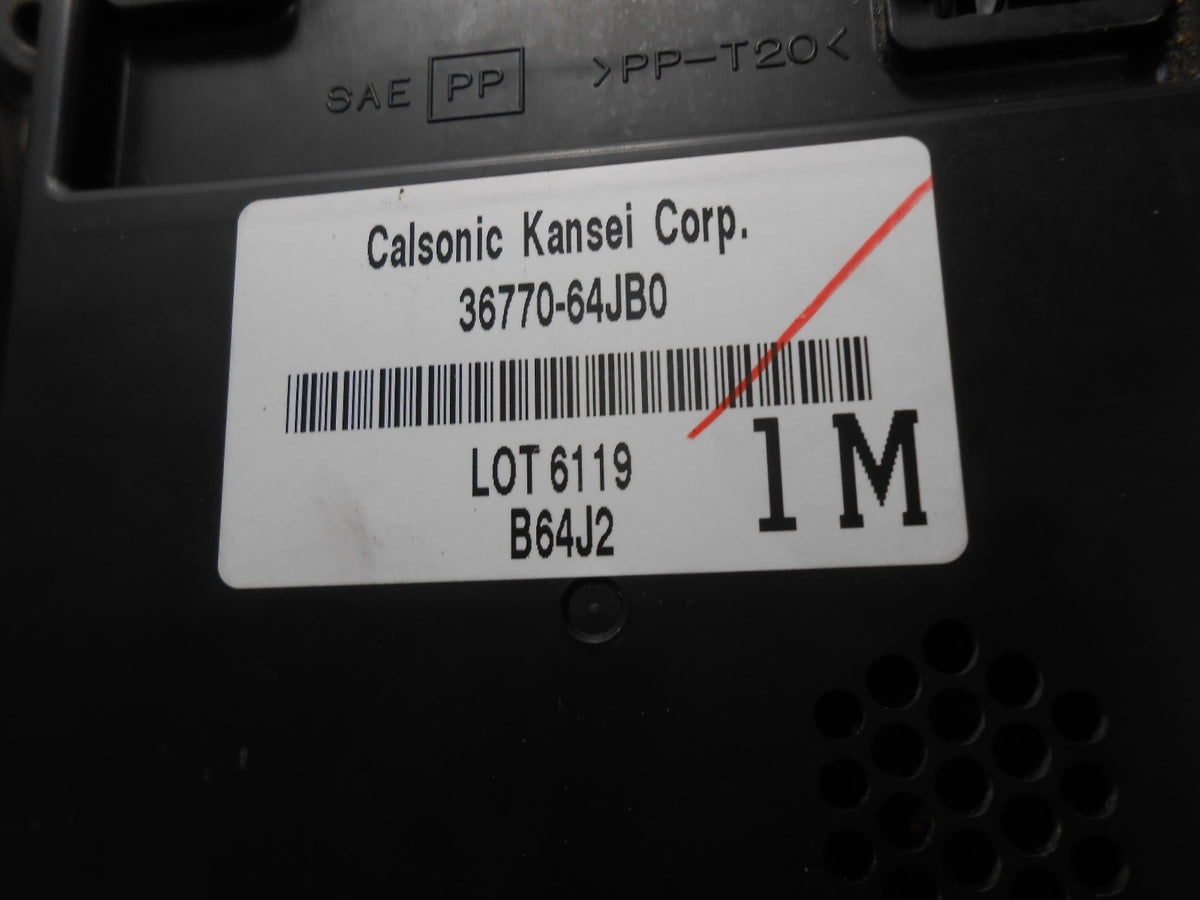 SAE PP >PP-T20<
Calsonic Kansei Corp.
36770-64JB0
LOT 6119
B64J2
1M